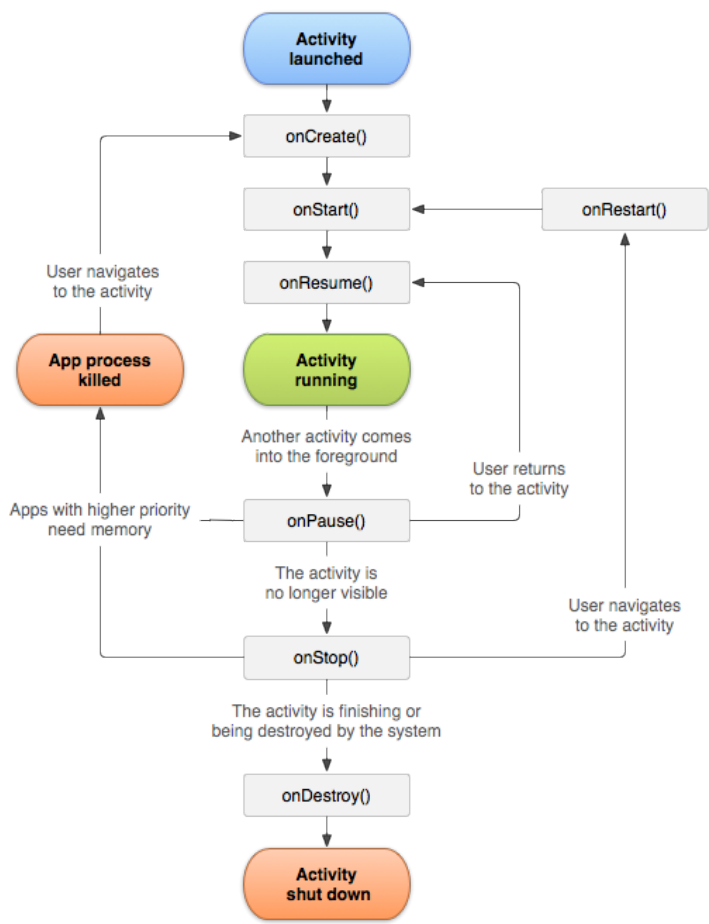 Activity
launched
onCreate()
onStart()
onRestart()
User navigates
to the activity
onResume()
App process
killed
Activity
running
Another activity comes
into the foreground
User returns
to the activity
Apps with higher priority
need memory
onPause()
The activity is
no longer visible
User navigates
to the activity
onStop()
The activity is finishing or
being destroyed by the system
onDestroy()
Activity
shut down